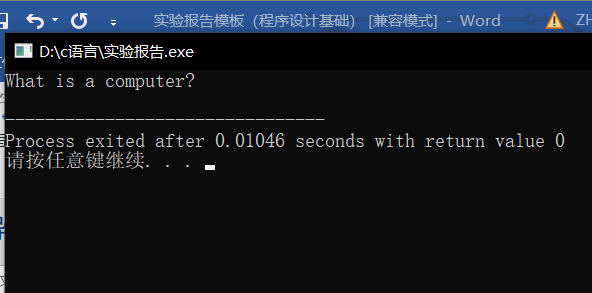 实验报告模板（程序设计基础） [兼容模式] - Word
ZH
D:\c语言\实验报告.exe
What is a computer?
--------------------------------
Process exited after 0.01046 seconds with return value 0
请按任意键继续. . .